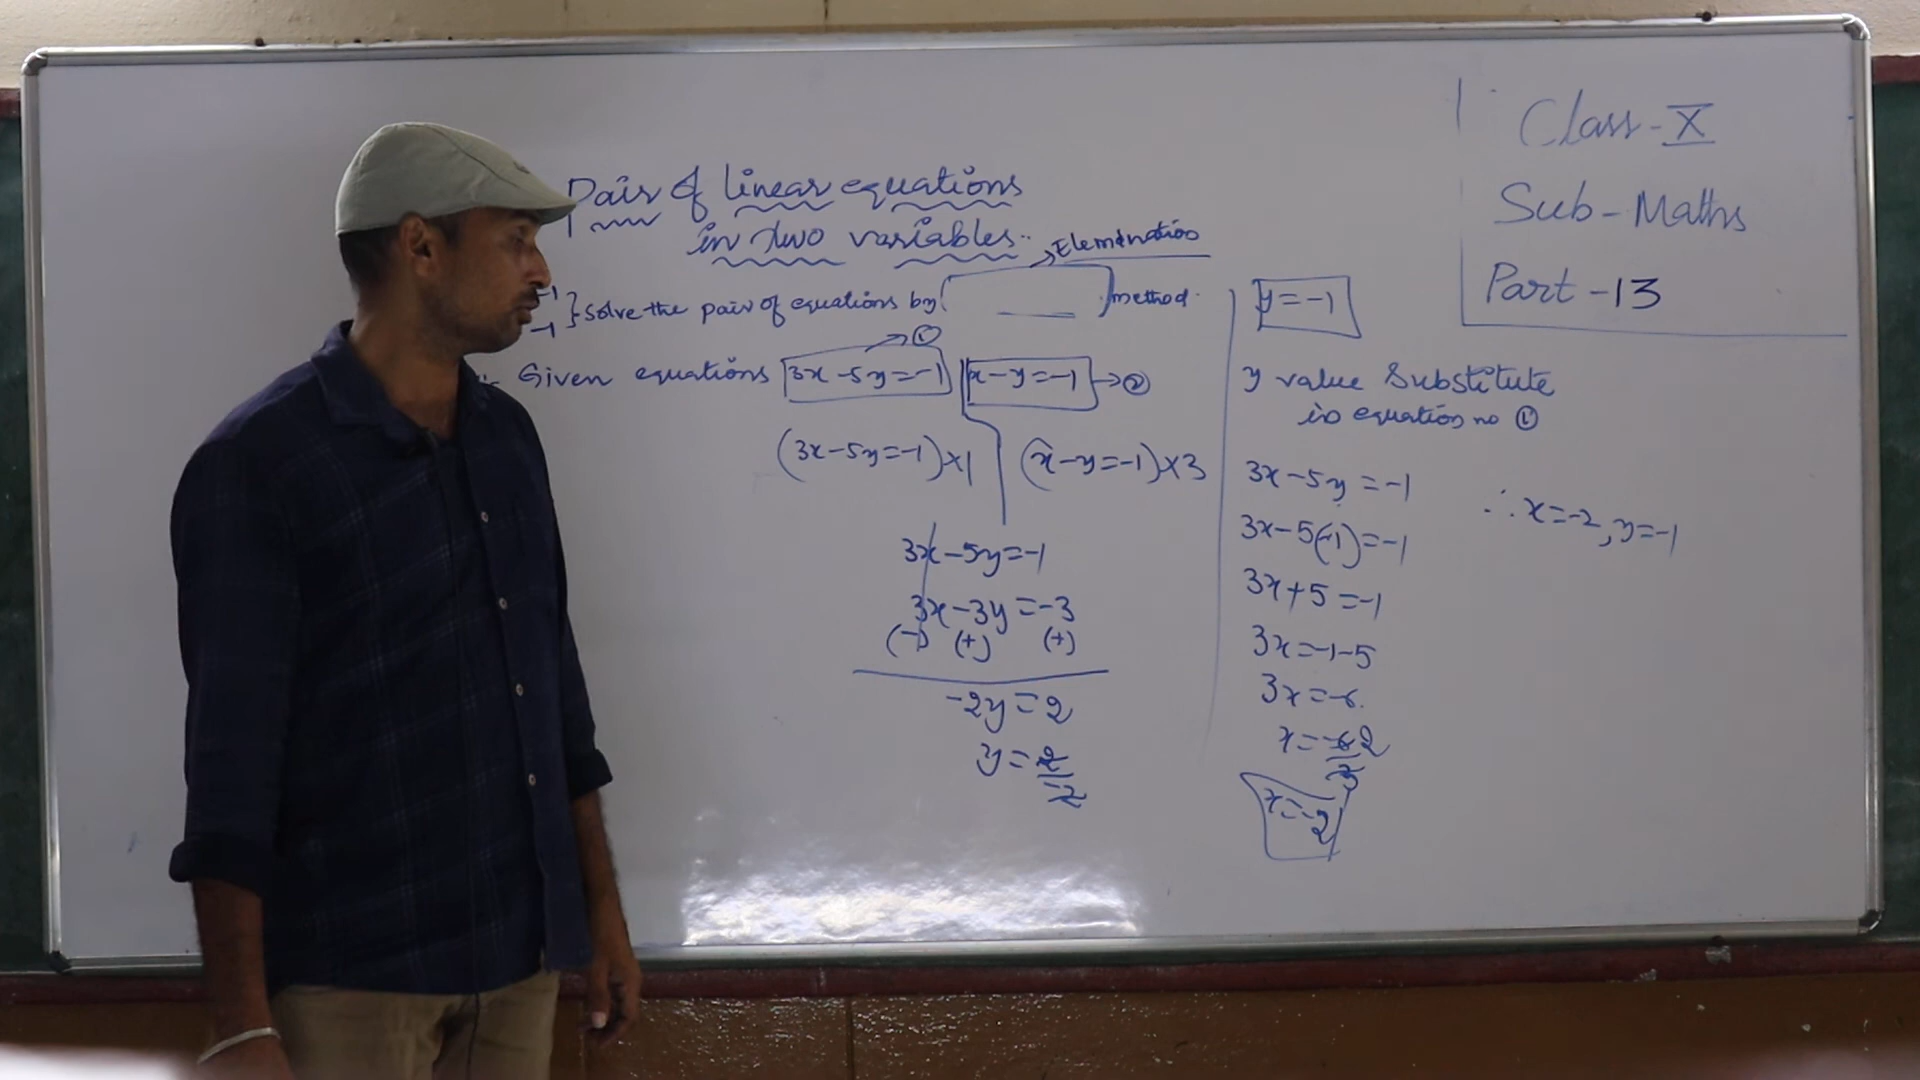 Class-X
Sub-Maths
Part-13
Pair of linear equations
in two variables..
Elemination
-1
-1 } Solve the pair of equations by ( ) method.
①
Given equations 3x-5y=-1 x-y=-1 → ②
(3x-5y=-1)×1 (x-y=-1)×3
3x-5y=-1
3x-3y=-3
(-) (+) (+)
-2y=2
y=2/-2
y=-1
y value Substitute
in equation no ①
3x-5y=-1
3x-5(-1)=-1
3x+5=-1
3x=-1-5
3x=-6.
x=-6/3 2
x=-2
∴ x=-2, y=-1